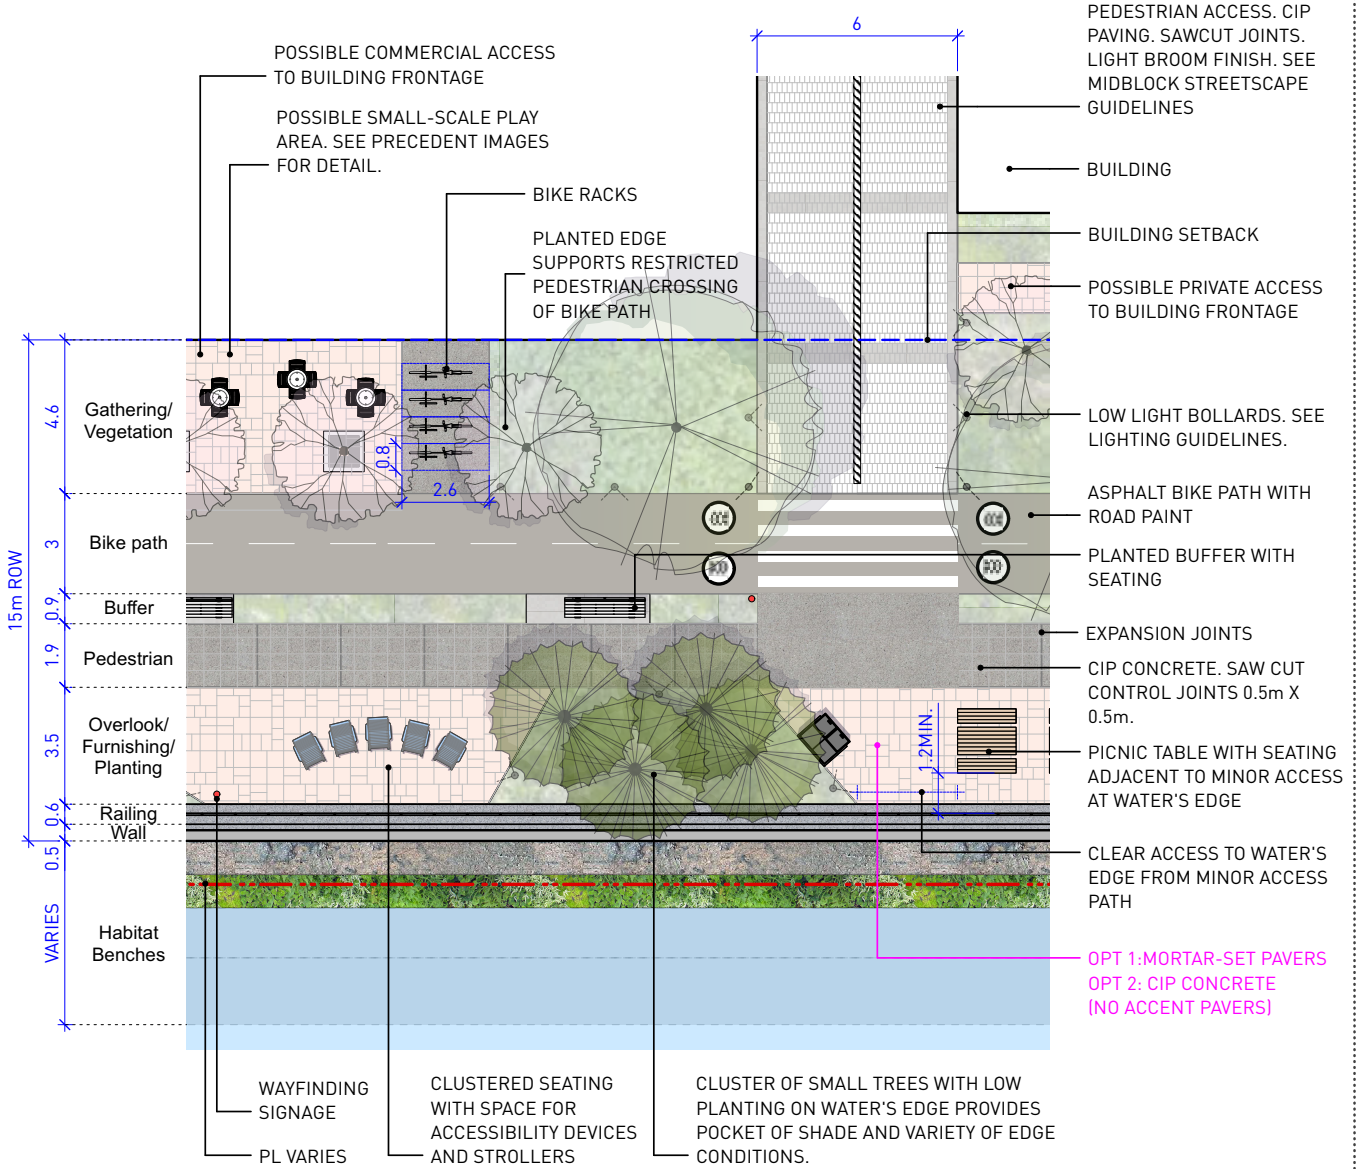 PEDESTRIAN ACCESS. CIP
PAVING. SAWCUT JOINTS.
LIGHT BROOM FINISH. SEE
MIDBLOCK STREETSCAPE
GUIDELINES
6
POSSIBLE COMMERCIAL ACCESS
TO BUILDING FRONTAGE
POSSIBLE SMALL-SCALE PLAY
AREA. SEE PRECEDENT IMAGES
FOR DETAIL.
BIKE RACKS
PLANTED EDGE
SUPPORTS RESTRICTED
PEDESTRIAN CROSSING
OF BIKE PATH
BUILDING
BUILDING SETBACK
POSSIBLE PRIVATE ACCESS
TO BUILDING FRONTAGE
LOW LIGHT BOLLARDS. SEE
LIGHTING GUIDELINES.
ASPHALT BIKE PATH WITH
ROAD PAINT
PLANTED BUFFER WITH
SEATING
EXPANSION JOINTS
CIP CONCRETE. SAW CUT
CONTROL JOINTS 0.5m X
0.5m.
PICNIC TABLE WITH SEATING
ADJACENT TO MINOR ACCESS
AT WATER'S EDGE
CLEAR ACCESS TO WATER'S
EDGE FROM MINOR ACCESS
PATH
OPT 1:MORTAR-SET PAVERS
OPT 2: CIP CONCRETE
(NO ACCENT PAVERS)
15m ROW
4.6
3
0.9
1.9
3.5
0.6
0.5
VARIES
Gathering/
Vegetation
Bike path
Buffer
Pedestrian
Overlook/
Furnishing/
Planting
Railing
Wall
Habitat
Benches
0.8
2.6
1.2MIN.
WAYFINDING
SIGNAGE
PL VARIES
CLUSTERED SEATING
WITH SPACE FOR
ACCESSIBILITY DEVICES
AND STROLLERS
CLUSTER OF SMALL TREES WITH LOW
PLANTING ON WATER'S EDGE PROVIDES
POCKET OF SHADE AND VARIETY OF EDGE
CONDITIONS.